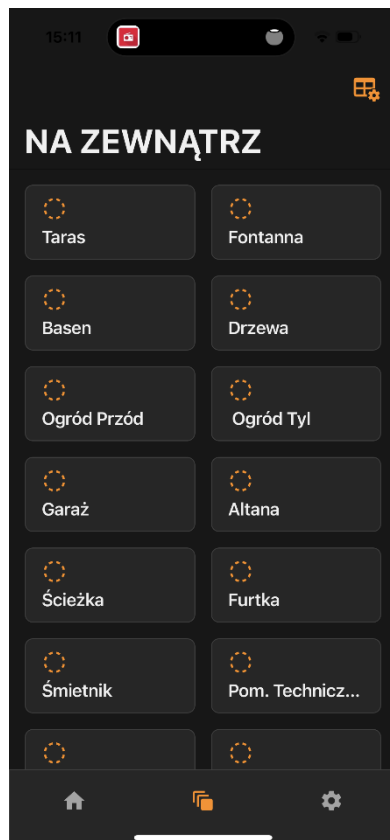 15:11
NA ZEWNĄTRZ
Taras
Fontanna
Basen
Drzewa
Ogród Przód
Ogród Tyl
Garaż
Altana
Ścieżka
Furtka
Śmietnik
Pom. Technicz...